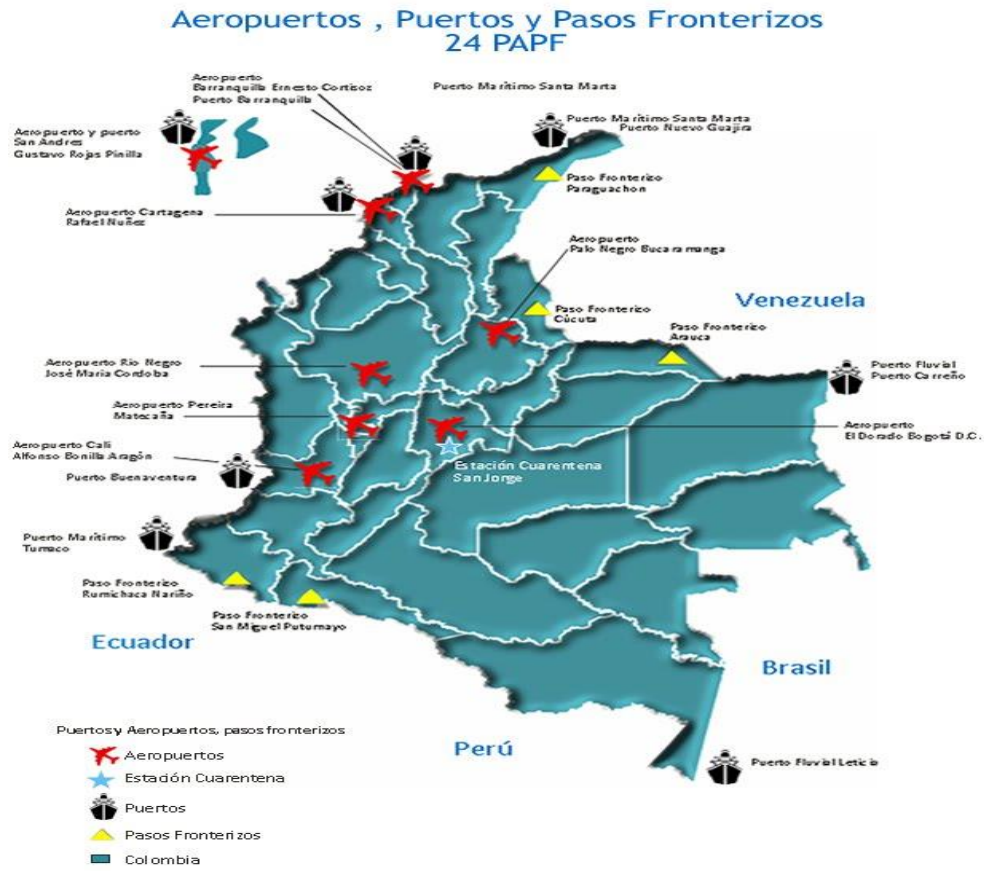 Aeropuertos , Puertos y Pasos Fronterizos
24 PAPF
Aeropuerto
Barranquilla Ernesto Cortisoz
Puerto Barranquilla
Puerto Marítimo Santa Marta
Aeropuerto y puerto
San Andres
Gustavo Rojas Pinilla
Puerto Marítimo Santa Marta
Puerto Nuevo Guajira
Paso Fronterizo
Paraguachon
Aeropuerto Cartagena
Rafael Nuñez
Aeropuerto
Palo Negro Bucaramanga
Venezuela
Paso Fronterizo
Cúcuta
Paso Fronterizo
Arauca
Aeropuerto Rio Negro
José Maria Cordoba
Puerto Fluvial
Puerto Carreño
Aeropuerto Pereira
Matecaña
Aeropuerto
El Dorado Bogotá D.C.
Aeropuerto Cali
Alfonso Bonilla Aragón
Puerto Buenaventura
Estación Cuarentena
San Jorge
Puerto Marítimo
Tumaco
Paso Fronterizo
Rumichaca Nariño
Paso Fronterizo
San Miguel Putumayo
Ecuador
Brasil
Perú
Puerto Fluvial Leticia
Puertos y Aeropuertos, pasos fronterizos
Aeropuertos
Estación Cuarentena
Puertos
Pasos Fronterizos
Colombia